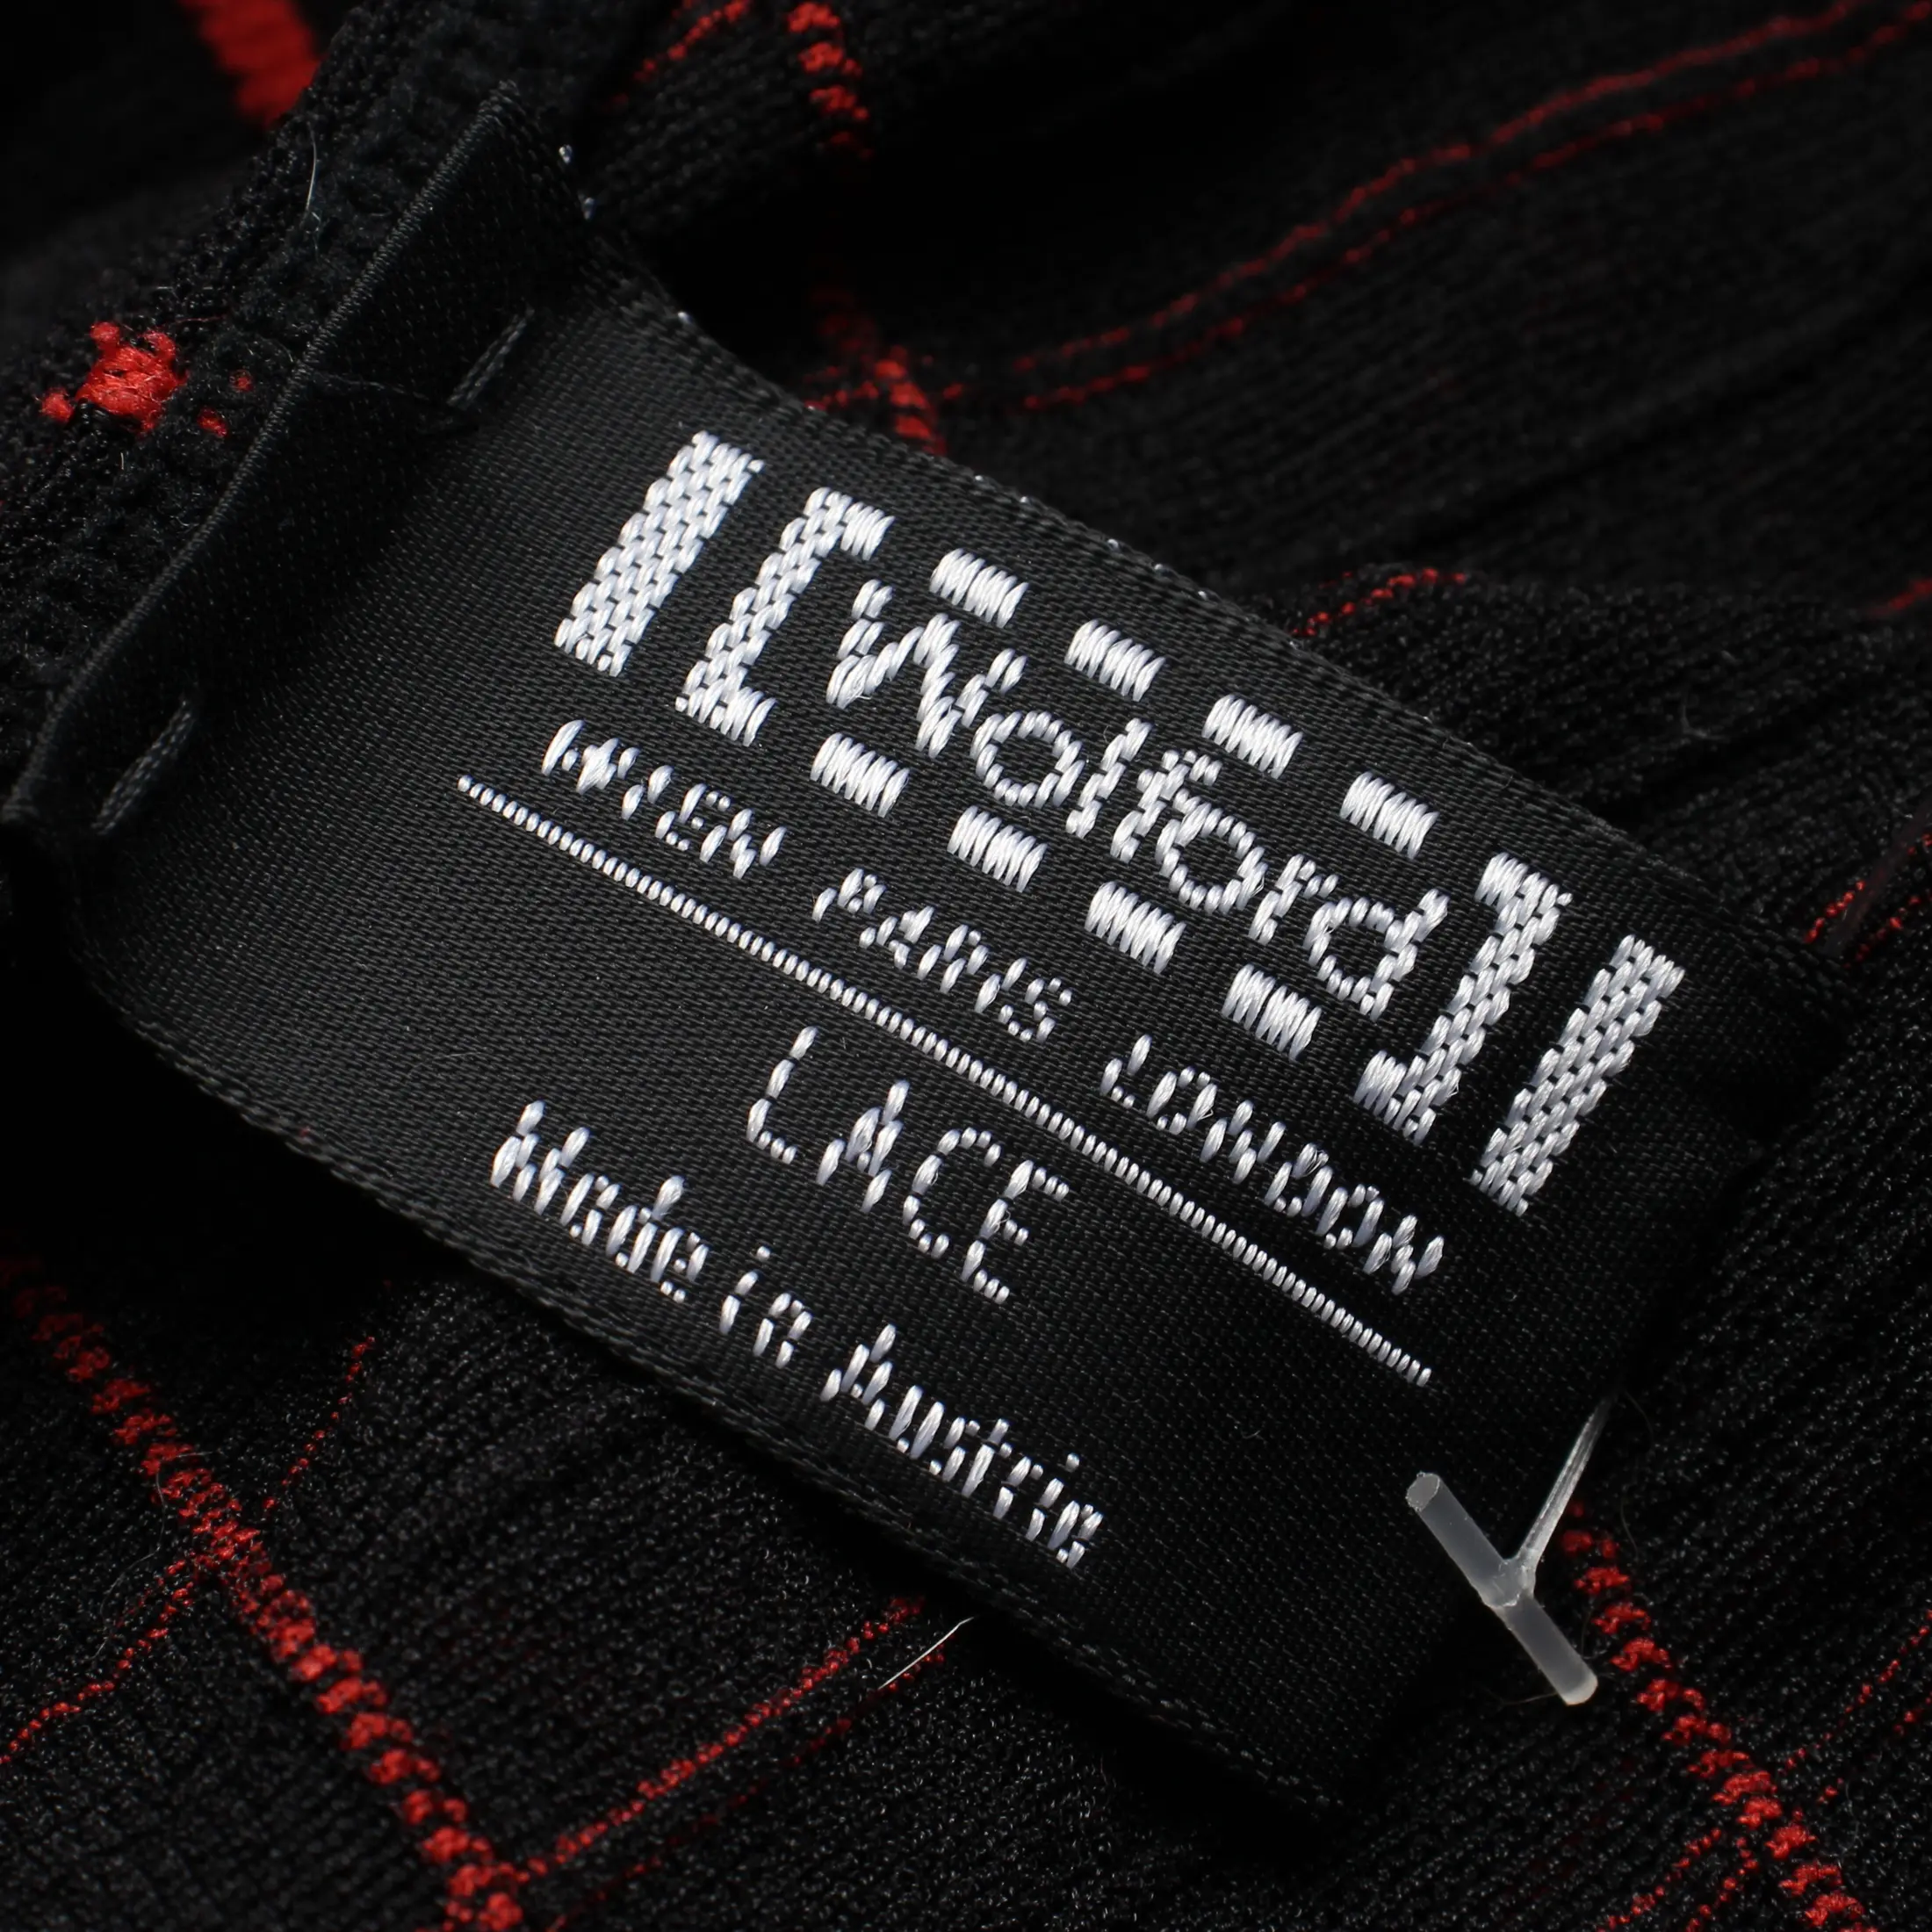 Wolford
WIEN PARIS LONDON
LACE
Made in Austria